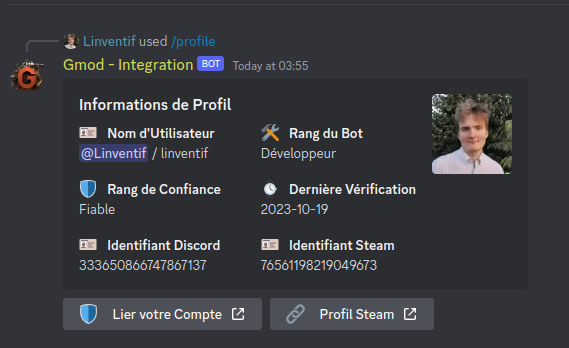 Linventif used /profile
Gmod - Integration BOT Today at 03:55
Informations de Profil
Nom d'Utilisateur
@Linventif / linventif
Rang du Bot
Développeur
Rang de Confiance
Fiable
Dernière Vérification
2023-10-19
Identifiant Discord
333650866747867137
Identifiant Steam
76561198219049673
Lier votre Compte
Profil Steam